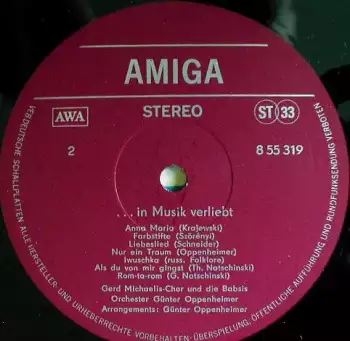 AMIGA
AWA
STEREO
ST 33
2
8 55 319
...in Musik verliebt
Anna Maria (Krajewski)
Farbstifte (Szörényi)
Liebeslied (Schneider)
Nur ein Traum (Oppenheimer)
Iwuschka (russ. Folklore)
Als du von mir gingst (Th. Natschinski)
Rom-ta-rom (G. Natschinski)
Gerd Michaelis-Chor und die Babsis
Orchester Günter Oppenheimer
Arrangements: Günter Oppenheimer
VEB DEUTSCHE SCHALLPLATTEN ALLE HERSTELLER- UND URHEBERRECHTE VORBEHALTEN · ÜBERSPIELUNG, ÖFFENTLICHE AUFFÜHRUNG UND RUNDFUNKSENDUNG VERBOTEN